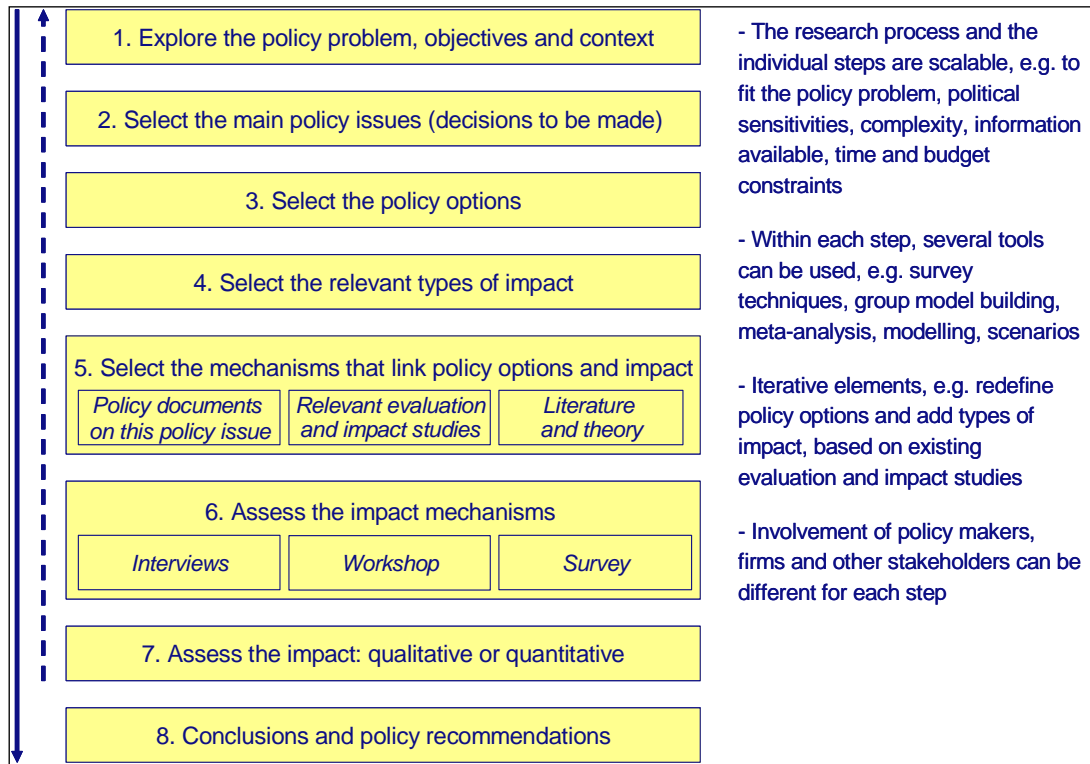 1. Explore the policy problem, objectives and context
2. Select the main policy issues (decisions to be made)
3. Select the policy options
4. Select the relevant types of impact
5. Select the mechanisms that link policy options and impact
Policy documents
on this policy issue
Relevant evaluation
and impact studies
Literature
and theory
6. Assess the impact mechanisms
Interviews
Workshop
Survey
7. Assess the impact: qualitative or quantitative
8. Conclusions and policy recommendations
- The research process and the
individual steps are scalable, e.g. to
fit the policy problem, political
sensitivities, complexity, information
available, time and budget
constraints
- Within each step, several tools
can be used, e.g. survey
techniques, group model building,
meta-analysis, modelling, scenarios
- Iterative elements, e.g. redefine
policy options and add types of
impact, based on existing
evaluation and impact studies
- Involvement of policy makers,
firms and other stakeholders can be
different for each step